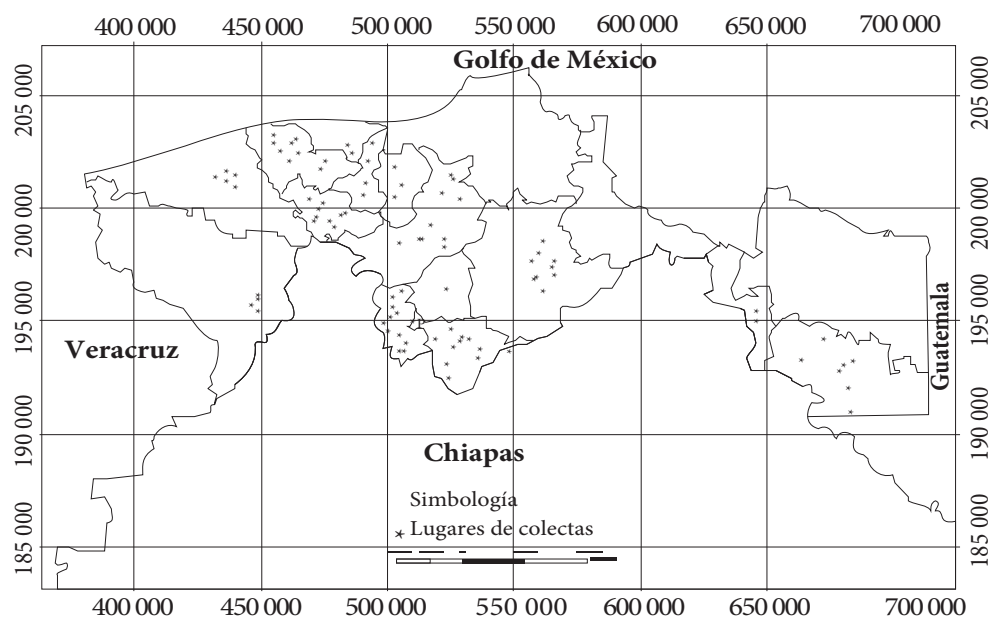 400 000 450 000 500 000 550 000 600 000 650 000 700 000
Golfo de México
205 000 205 000
200 000 200 000
195 000 195 000
Veracruz
Guatemala
190 000 190 000
Chiapas
Simbología
Lugares de colectas
185 000 185 000
400 000 450 000 500 000 550 000 600 000 650 000 700 000